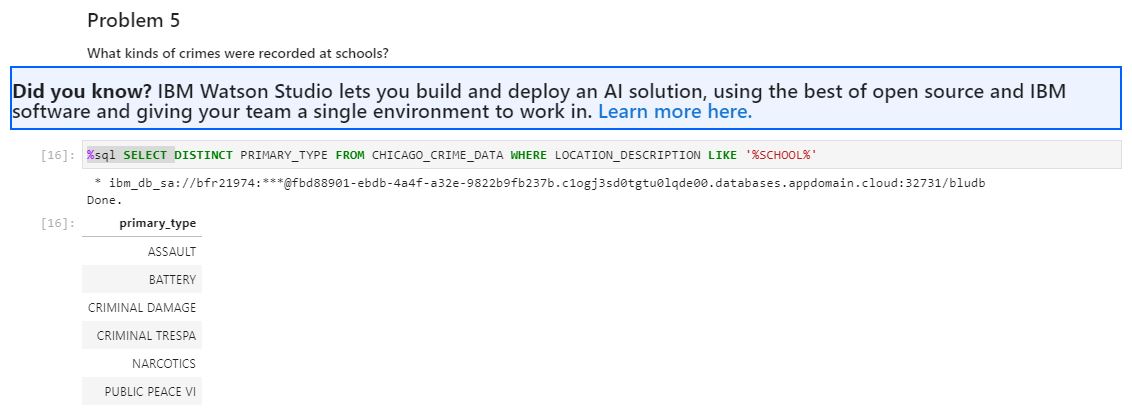 Problem 5
What kinds of crimes were recorded at schools?
Did you know? IBM Watson Studio lets you build and deploy an AI solution, using the best of open source and IBM
software and giving your team a single environment to work in. Learn more here.
[16]: %sql SELECT DISTINCT PRIMARY_TYPE FROM CHICAGO_CRIME_DATA WHERE LOCATION_DESCRIPTION LIKE '%SCHOOL%'
* ibm_db_sa://bfr21974:***@fbd88901-ebdb-4a4f-a32e-9822b9fb237b.c1ogj3sd0tgtu0lqde00.databases.appdomain.cloud:32731/bludb
Done.
[16]: primary_type
ASSAULT
BATTERY
CRIMINAL DAMAGE
CRIMINAL TRESPA
NARCOTICS
PUBLIC PEACE VI